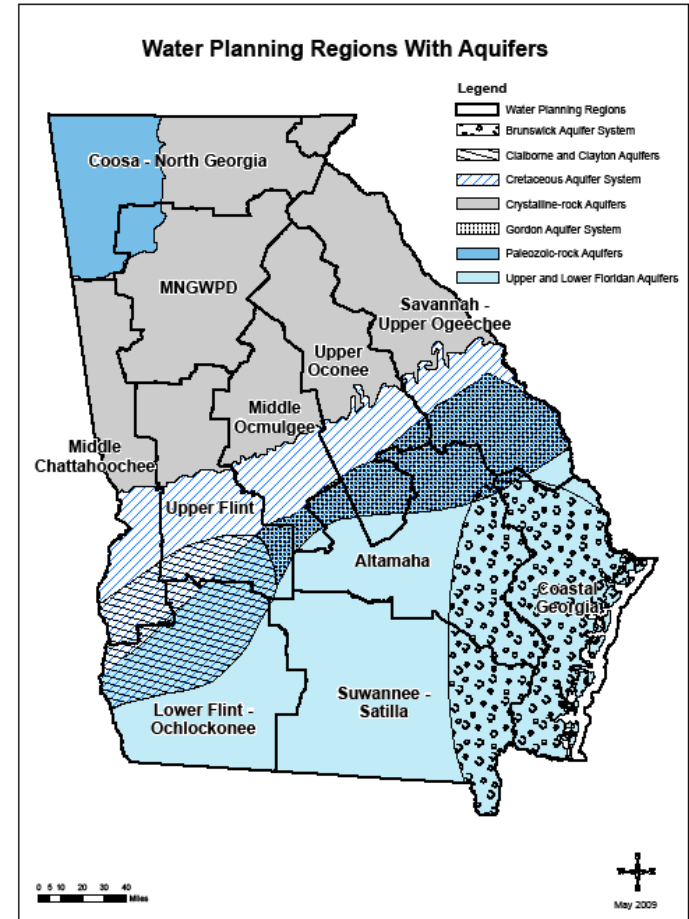 Water Planning Regions With Aquifers
Legend
Water Planning Regions
Brunswick Aquifer System
Claiborne and Clayton Aquifers
Cretaceous Aquifer System
Crystalline-rock Aquifers
Gordon Aquifer System
Paleozoic-rock Aquifers
Upper and Lower Floridan Aquifers
Coosa - North Georgia
MNGWPD
Savannah -
Upper Ogeechee
Upper
Oconee
Middle
Ocmulgee
Middle
Chattahoochee
Upper Flint
Altamaha
Coastal
Georgia
Suwannee -
Satilla
Lower Flint -
Ochlockonee
0 5 10 20 30 40
Miles
W E
May 2009